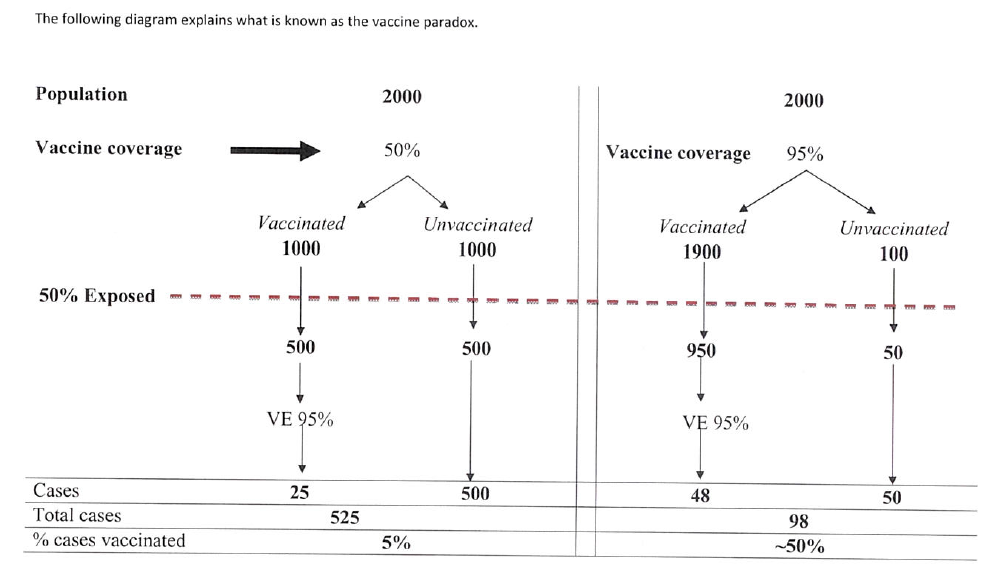 The following diagram explains what is known as the vaccine paradox.
Population 2000 2000
Vaccine coverage 50% Vaccine coverage 95%
Vaccinated Unvaccinated Vaccinated Unvaccinated
1000 1000 1900 100
50% Exposed
500 500 950 50
VE 95% VE 95%
Cases 25 500 48 50
Total cases 525 98
% cases vaccinated 5% ~50%